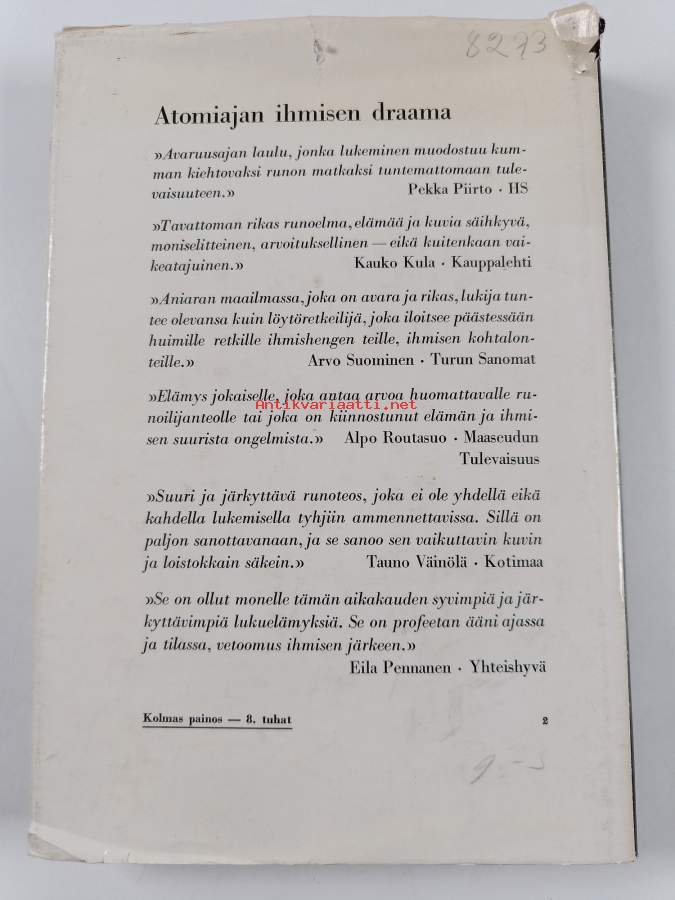 8273
Atomiajan ihmisen draama
»Avaruusajan laulu, jonka lukeminen muodostuu kum-
man kiehtovaksi runon matkaksi tuntemattomaan tule-
vaisuuteen.» Pekka Piirto · HS
»Tavattoman rikas runoelma, elämää ja kuvia säihkyvä,
moniselitteinen, arvoituksellinen — eikä kuitenkaan vai-
keatajuinen.» Kauko Kula · Kauppalehti
»Aniaran maailmassa, joka on avara ja rikas, lukija tun-
tee olevansa kuin löytöretkeilijä, joka iloitsee päästessään
huimille retkille ihmishengen teille, ihmisen kohtalon-
teille.» Arvo Suominen · Turun Sanomat
»Elämys jokaiselle, joka antaa arvoa huomattavalle ru-
Antikvariaatti.net
noilijanteolle tai joka on kiinnostunut elämän ja ihmi-
sen suurista ongelmista.» Alpo Routasuo · Maaseudun
Tulevaisuus
»Suuri ja järkyttävä runoteos, joka ei ole yhdellä eikä
kahdella lukemisella tyhjiin ammennettavissa. Sillä on
paljon sanottavanaan, ja se sanoo sen vaikuttavin kuvin
ja loistokkain säkein.» Tauno Väinölä · Kotimaa
»Se on ollut monelle tämän aikakauden syvimpiä ja jär-
kyttävimpiä lukuelämyksiä. Se on profeetan ääni ajassa
ja tilassa, vetoomus ihmisen järkeen.»
Eila Pennanen · Yhteishyvä
Kolmas painos — 8. tuhat 2